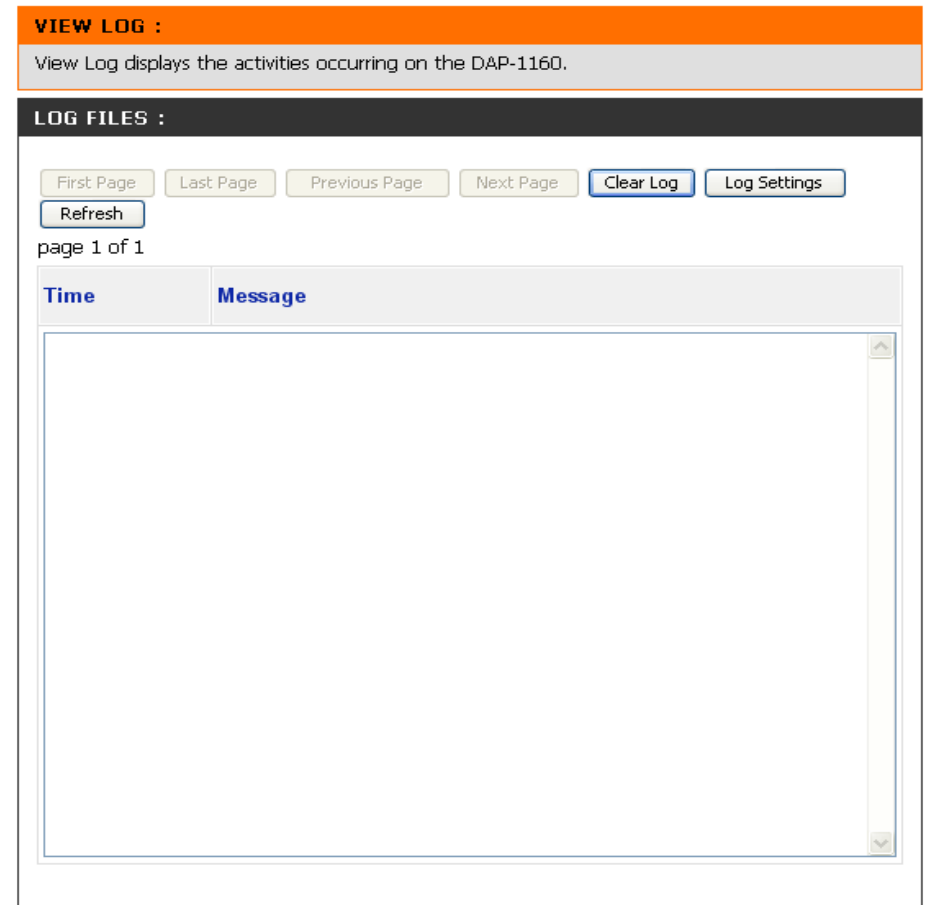 VIEW LOG :
View Log displays the activities occurring on the DAP-1160.
LOG FILES :
First Page Last Page Previous Page Next Page Clear Log Log Settings
Refresh
page 1 of 1
Time Message